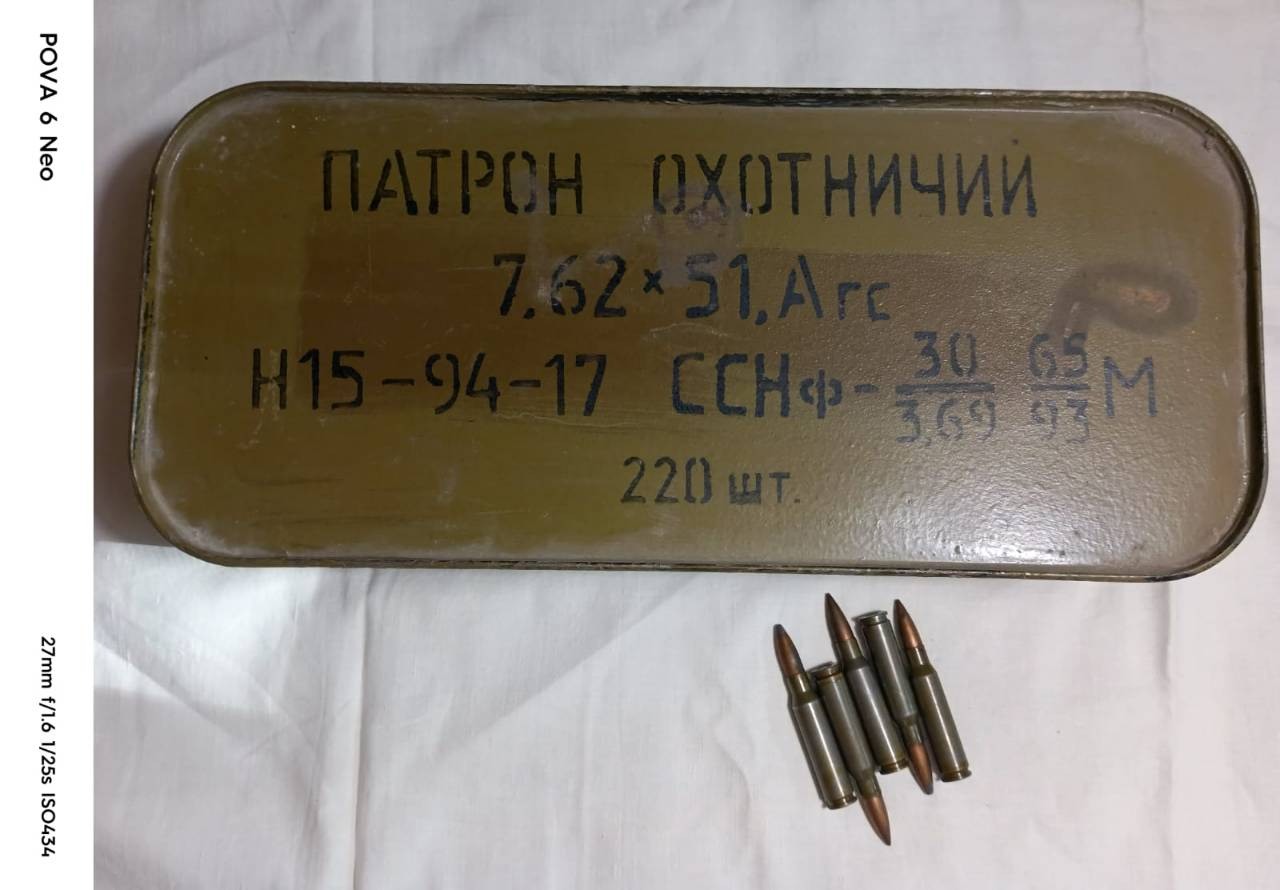 POVA 6 Neo
27mm f/1.6 1/25s ISO434
ПАТРОН ОХОТНИЧИЙ
7,62×51,А гс
Н15-94-17 ССНф- 30/3,69 65/93 М
220 шт.